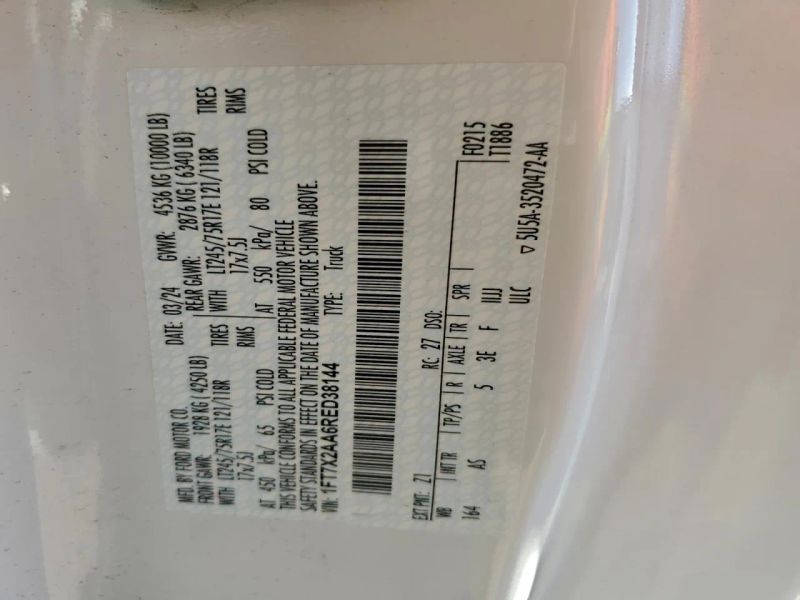 MFD. BY FORD MOTOR CO.
DATE: 03/24 GVWR: 4536 KG (10000 LB)
FRONT GAWR: 1928 KG ( 4250 LB) REAR GAWR: 2876 KG ( 6340 LB)
WITH LT245/75R17E 121/118R TIRES WITH LT245/75R17E 121/118R TIRES
17x7.5J RIMS 17x7.5J RIMS
AT 450 kPa/ 65 PSI COLD AT 550 kPa/ 80 PSI COLD
THIS VEHICLE CONFORMS TO ALL APPLICABLE FEDERAL MOTOR VEHICLE
SAFETY STANDARDS IN EFFECT ON THE DATE OF MANUFACTURE SHOWN ABOVE.
VIN: 1FT7X2AA6RED38144 TYPE: Truck
EXT PNT: Z1 RC: 27 DSO: F0215
WB INT TR TP/PS R AXLE TR SPR T1886
164 AS 5 3E F IIJJ
ULC
▽ 5U5A-3520472-AA